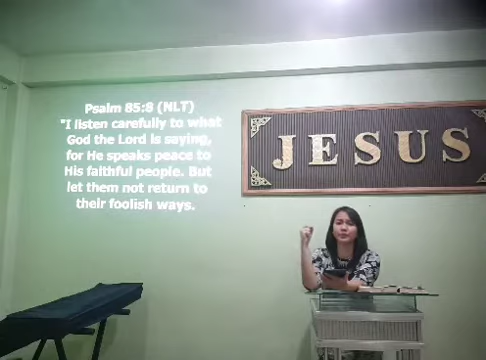 Psalm 85:8 (NLT)
"I listen carefully to what
God the Lord is saying,
for He speaks peace to
His faithful people. But
let them not return to
their foolish ways.
JESUS